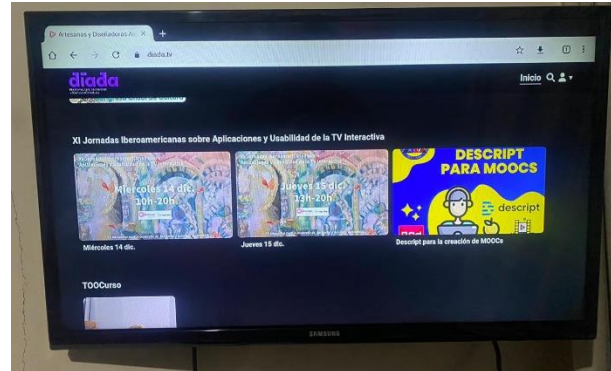 Artesanas y Diseñadoras A
diada.tv
diada
Inicio
XI Jornadas Iberoamericanas sobre Aplicaciones y Usabilidad de la TV Interactiva
Miércoles 14 dic.
10h-20h.
Jueves 15 dic.
13h-20h.
DESCRIPT
PARA MOOCS
descript
Miércoles 14 dic.
Jueves 15 dic.
Descript para la creación de MOOCs
TOOCurso
SAMSUNG